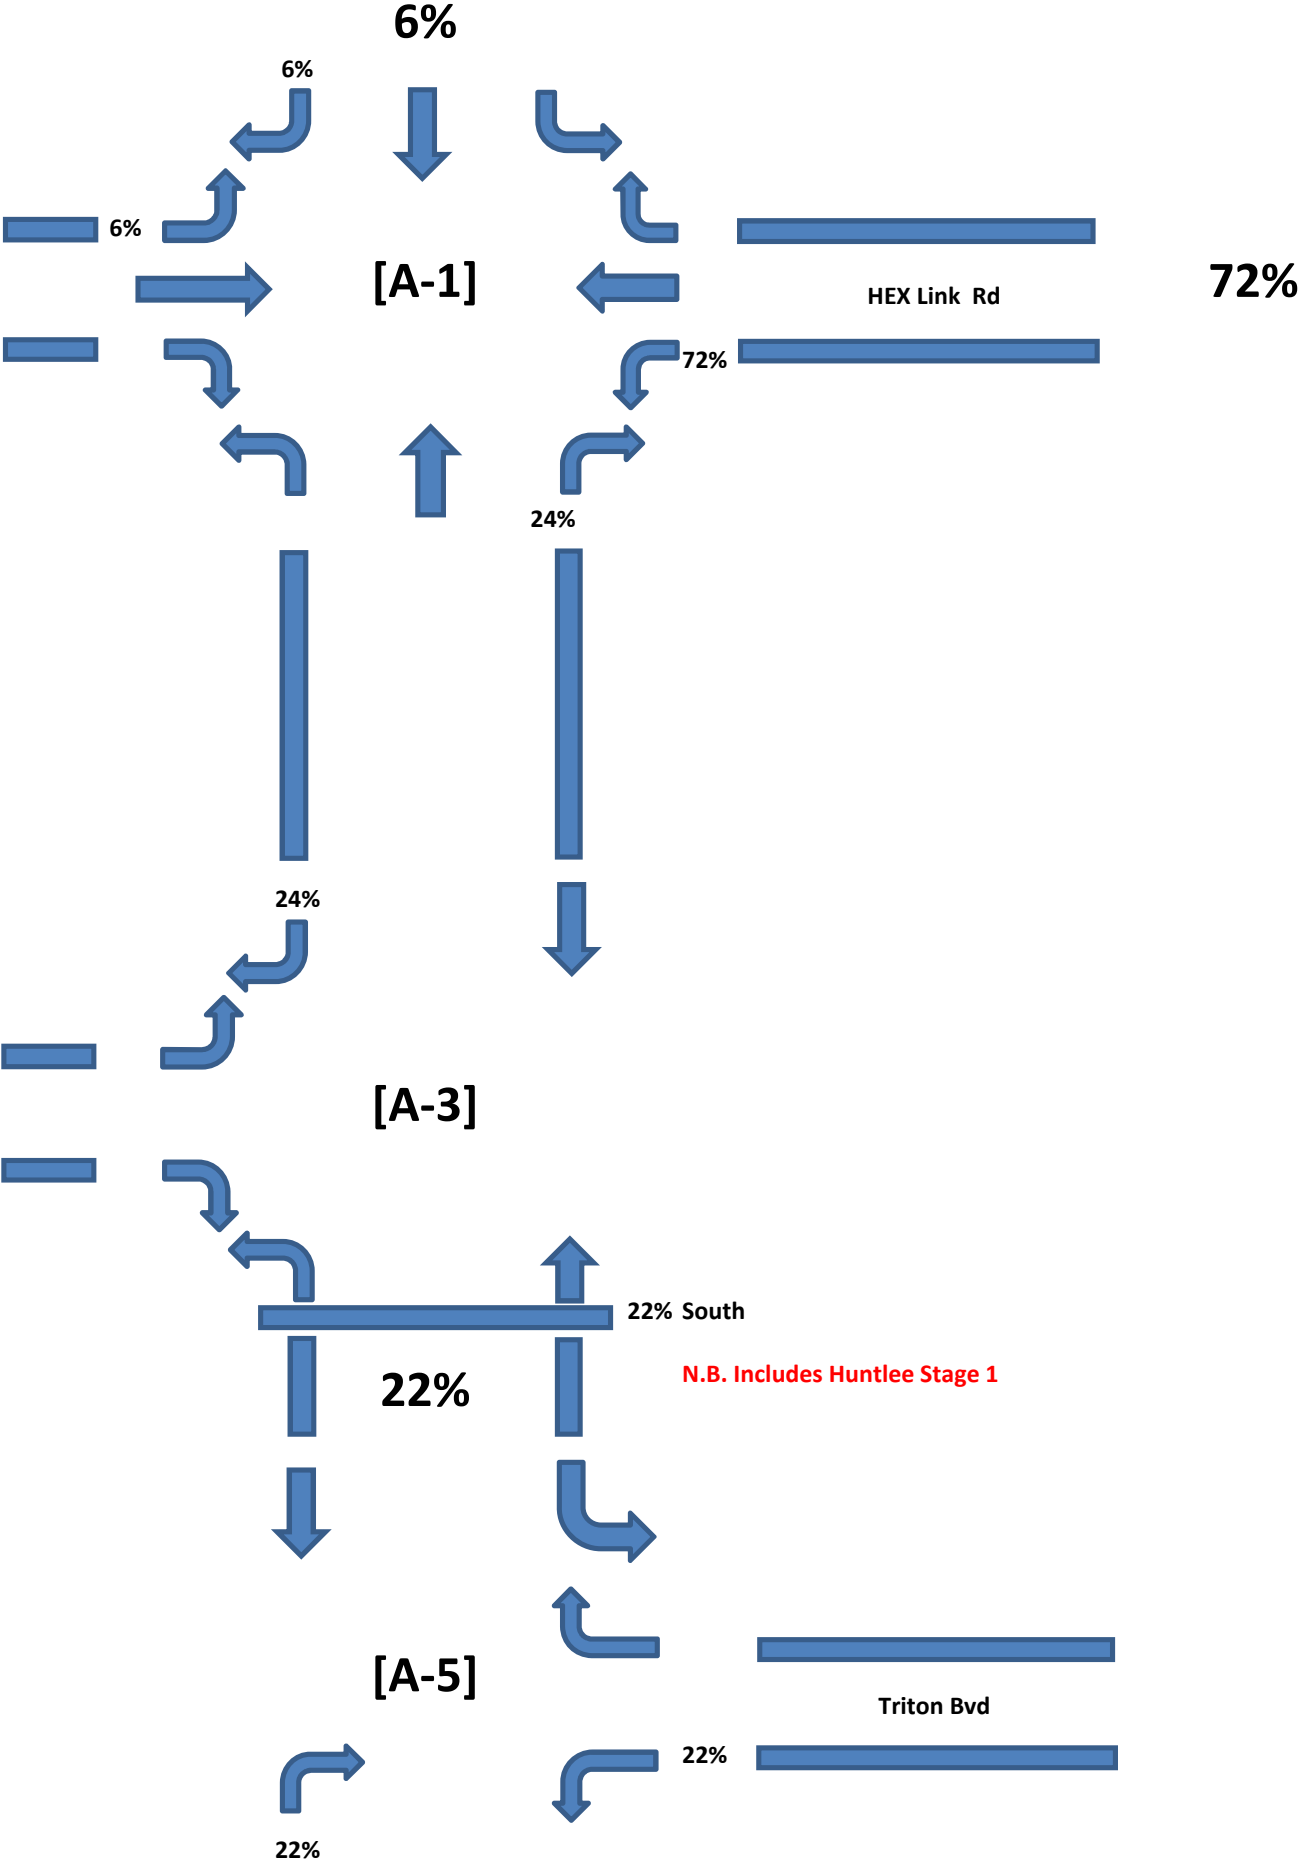 6%
6%
6%
[A-1]
72%
HEX Link Rd
72%
24%
24%
[A-3]
22% South
N.B. Includes Huntlee Stage 1
22%
[A-5]
Triton Bvd
22%
22%